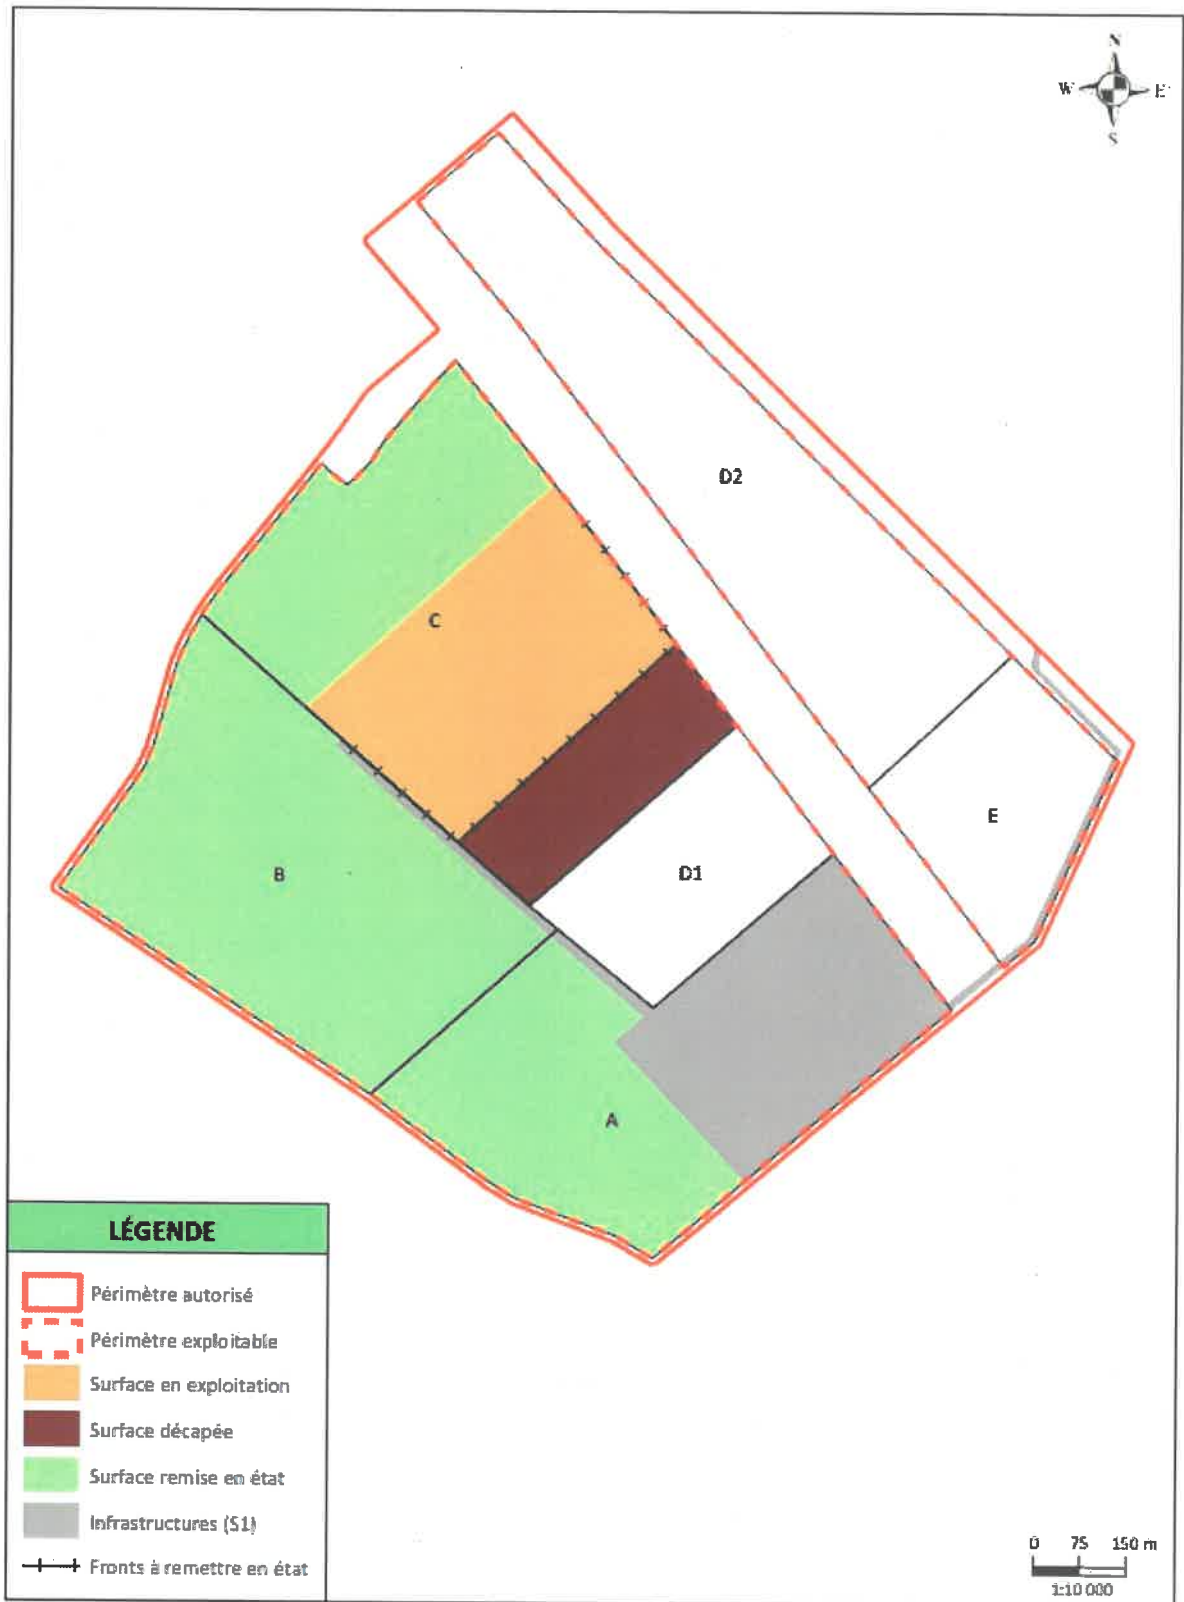 N
W E
S
D2
C
E
D1
B
A
LÉGENDE
Périmètre autorisé
Périmètre exploitable
Surface en exploitation
Surface décapée
Surface remise en état
Infrastructures (S1)
Fronts à remettre en état
0 75 150 m
1:10 000